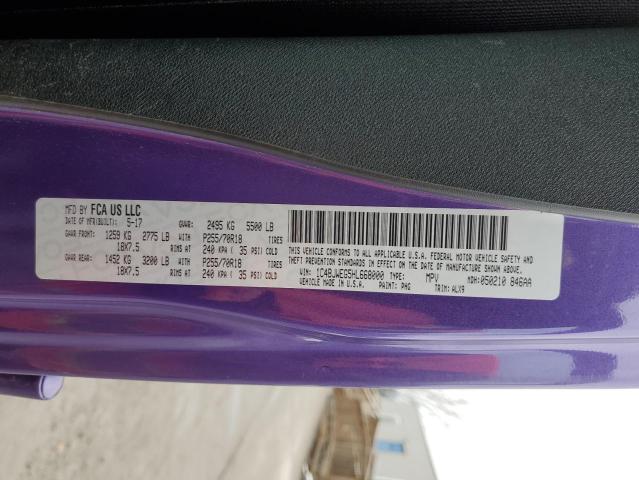 MFD BY FCA US LLC
DATE OF MFR(BUILT): 5-17 GVWR: 2495 KG 5500 LB
GAWR FRONT: 1259 KG 2775 LB WITH P255/70R18 TIRES
18X7.5 RIMS AT 240 KPA ( 35 PSI) COLD
GAWR REAR: 1452 KG 3200 LB WITH P255/70R18 TIRES
18X7.5 RIMS AT 240 KPA ( 35 PSI) COLD
THIS VEHICLE CONFORMS TO ALL APPLICABLE U.S.A. FEDERAL MOTOR VEHICLE SAFETY AND
THEFT PREVENTION STANDARDS IN EFFECT ON THE DATE OF MANUFACTURE SHOWN ABOVE.
VIN: 1C4BJWEG5HL668000 TYPE: MPV MDH:050210 846AA
VEHICLE MADE IN U.S.A. PAINT: PHG TRIM: ALX9